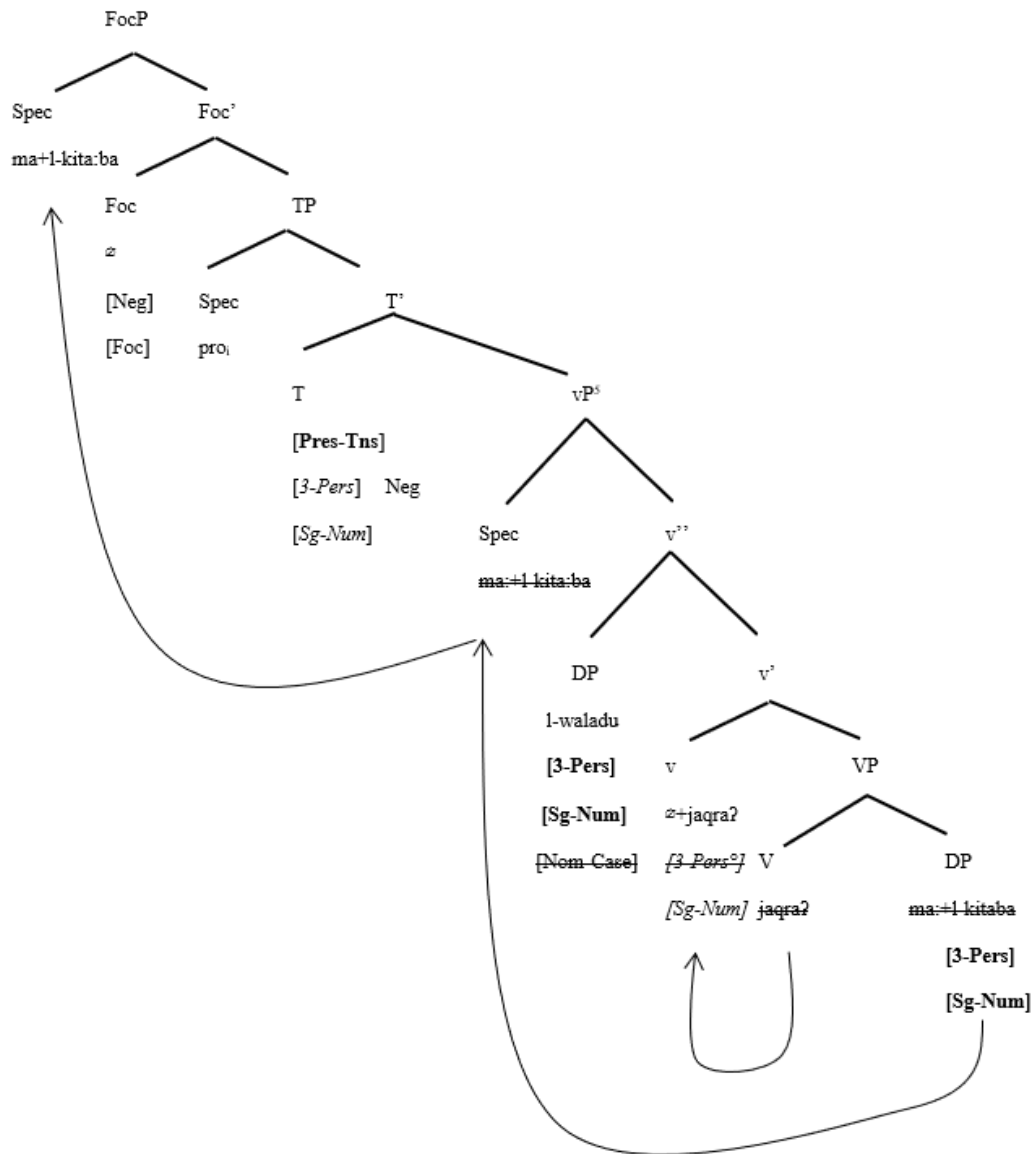 FocP
Spec Foc’
ma+l-kita:ba
Foc TP
ƶ
[Neg] Spec T’
[Foc] proᵢ
T vP⁵
[Pres-Tns]
[3-Pers] Neg
[Sg-Num] Spec v’’
ma:+l-kita:ba
DP v’
l-waladu
[3-Pers] v VP
[Sg-Num] ƶ+jaqraʔ
[Nom-Case] [3-Pers°] V DP
[Sg-Num] jaqraʔ ma:+l-kitaba
[3-Pers]
[Sg-Num]